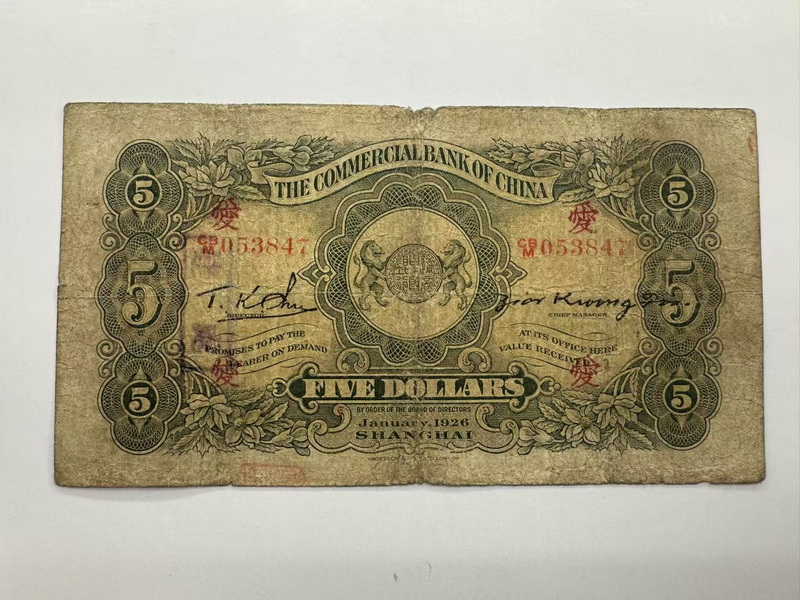 THE COMMERCIAL BANK OF CHINA
5 5
愛 愛
CB/M 053847 CB/M 053847
5 5
DIRECTOR CHIEF MANAGER
PROMISES TO PAY THE AT ITS OFFICE HERE
BEARER ON DEMAND VALUE RECEIVED
愛 愛
FIVE DOLLARS
5 5
BY ORDER OF THE BOARD OF DIRECTORS
January, 1926
SHANGHAI